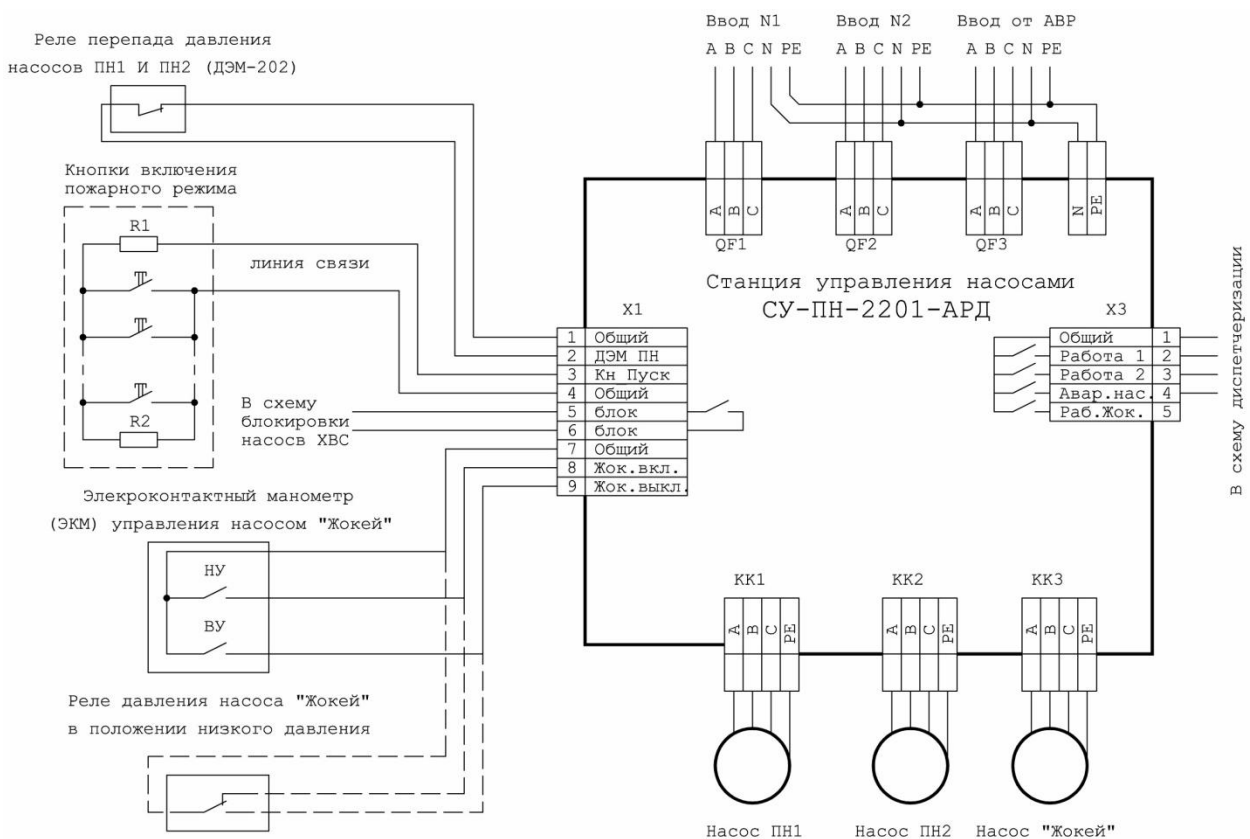 Ввод N1
Ввод N2
Ввод от АВР
A B C N PE
A B C N PE
A B C N PE
Реле перепада давления
насосов ПН1 И ПН2 (ДЭМ-202)
Кнопки включения
пожарного режима
R1
линия связи
R2
В схему
блокировки
насосв ХВС
A B C
QF1
A B C
QF2
A B C
QF3
N PE
Станция управления насосами
СУ-ПН-2201-АРД
X1
1 Общий
2 ДЭМ ПН
3 Кн_Пуск
4 Общий
5 блок
6 блок
7 Общий
8 Жок.вкл.
9 Жок.выкл.
X3
Общий 1
Работа 1 2
Работа 2 3
Авар.нас. 4
Раб.Жок. 5
В схему диспетчеризации
Элекроконтактный манометр
(ЭКМ) управления насосом "Жокей"
НУ
ВУ
Реле давления насоса "Жокей"
в положении низкого давления
КК1
A B C PE
КК2
A B C PE
КК3
A B C PE
Насос ПН1
Насос ПН2
Насос "Жокей"